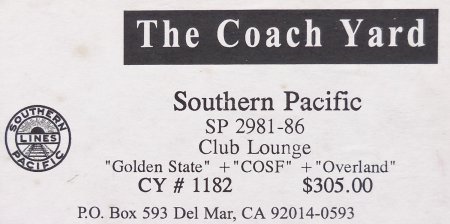 The Coach Yard
Southern Pacific
SP 2981-86
Club Lounge
"Golden State" +"COSF" +"Overland"
CY # 1182 $305.00
P.O. Box 593 Del Mar, CA 92014-0593
SOUTHERN
LINES
PACIFIC